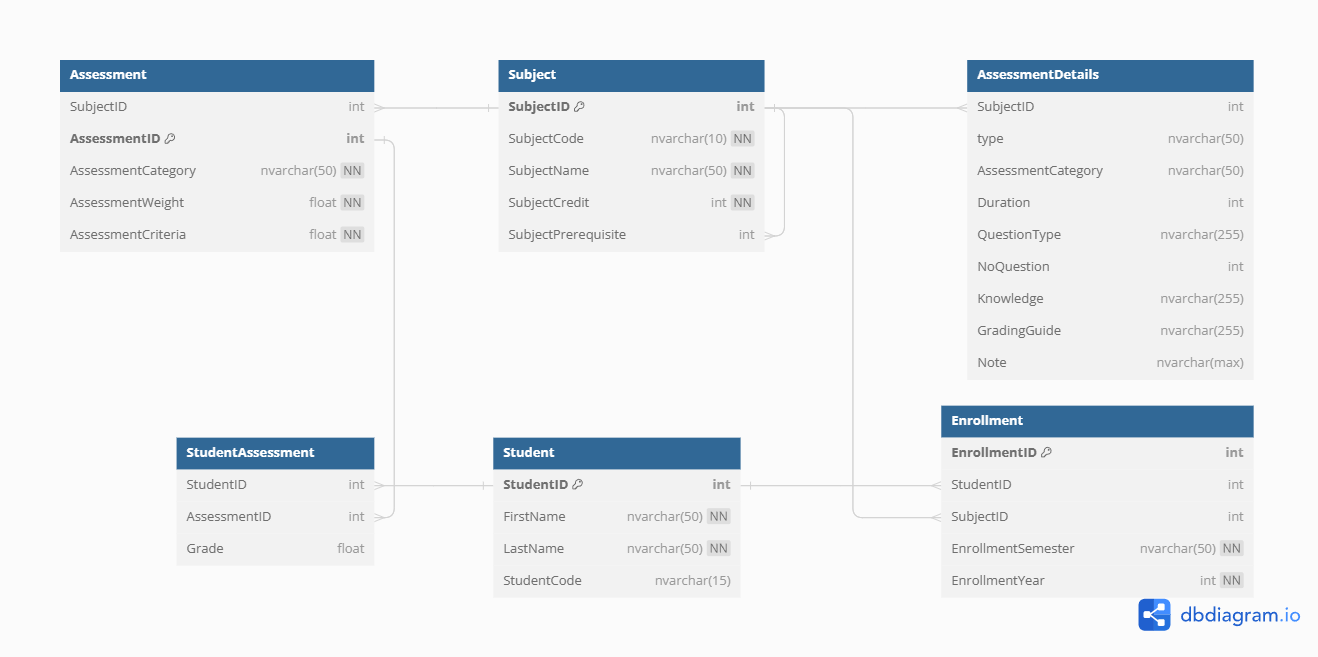 Assessment
SubjectID int
AssessmentID int
AssessmentCategory nvarchar(50) NN
AssessmentWeight float NN
AssessmentCriteria float NN
Subject
SubjectID int
SubjectCode nvarchar(10) NN
SubjectName nvarchar(50) NN
SubjectCredit int NN
SubjectPrerequisite int
AssessmentDetails
SubjectID int
type nvarchar(50)
AssessmentCategory nvarchar(50)
Duration int
QuestionType nvarchar(255)
NoQuestion int
Knowledge nvarchar(255)
GradingGuide nvarchar(255)
Note nvarchar(max)
StudentAssessment
StudentID int
AssessmentID int
Grade float
Student
StudentID int
FirstName nvarchar(50) NN
LastName nvarchar(50) NN
StudentCode nvarchar(15)
Enrollment
EnrollmentID int
StudentID int
SubjectID int
EnrollmentSemester nvarchar(50) NN
EnrollmentYear int NN
dbdiagram.io